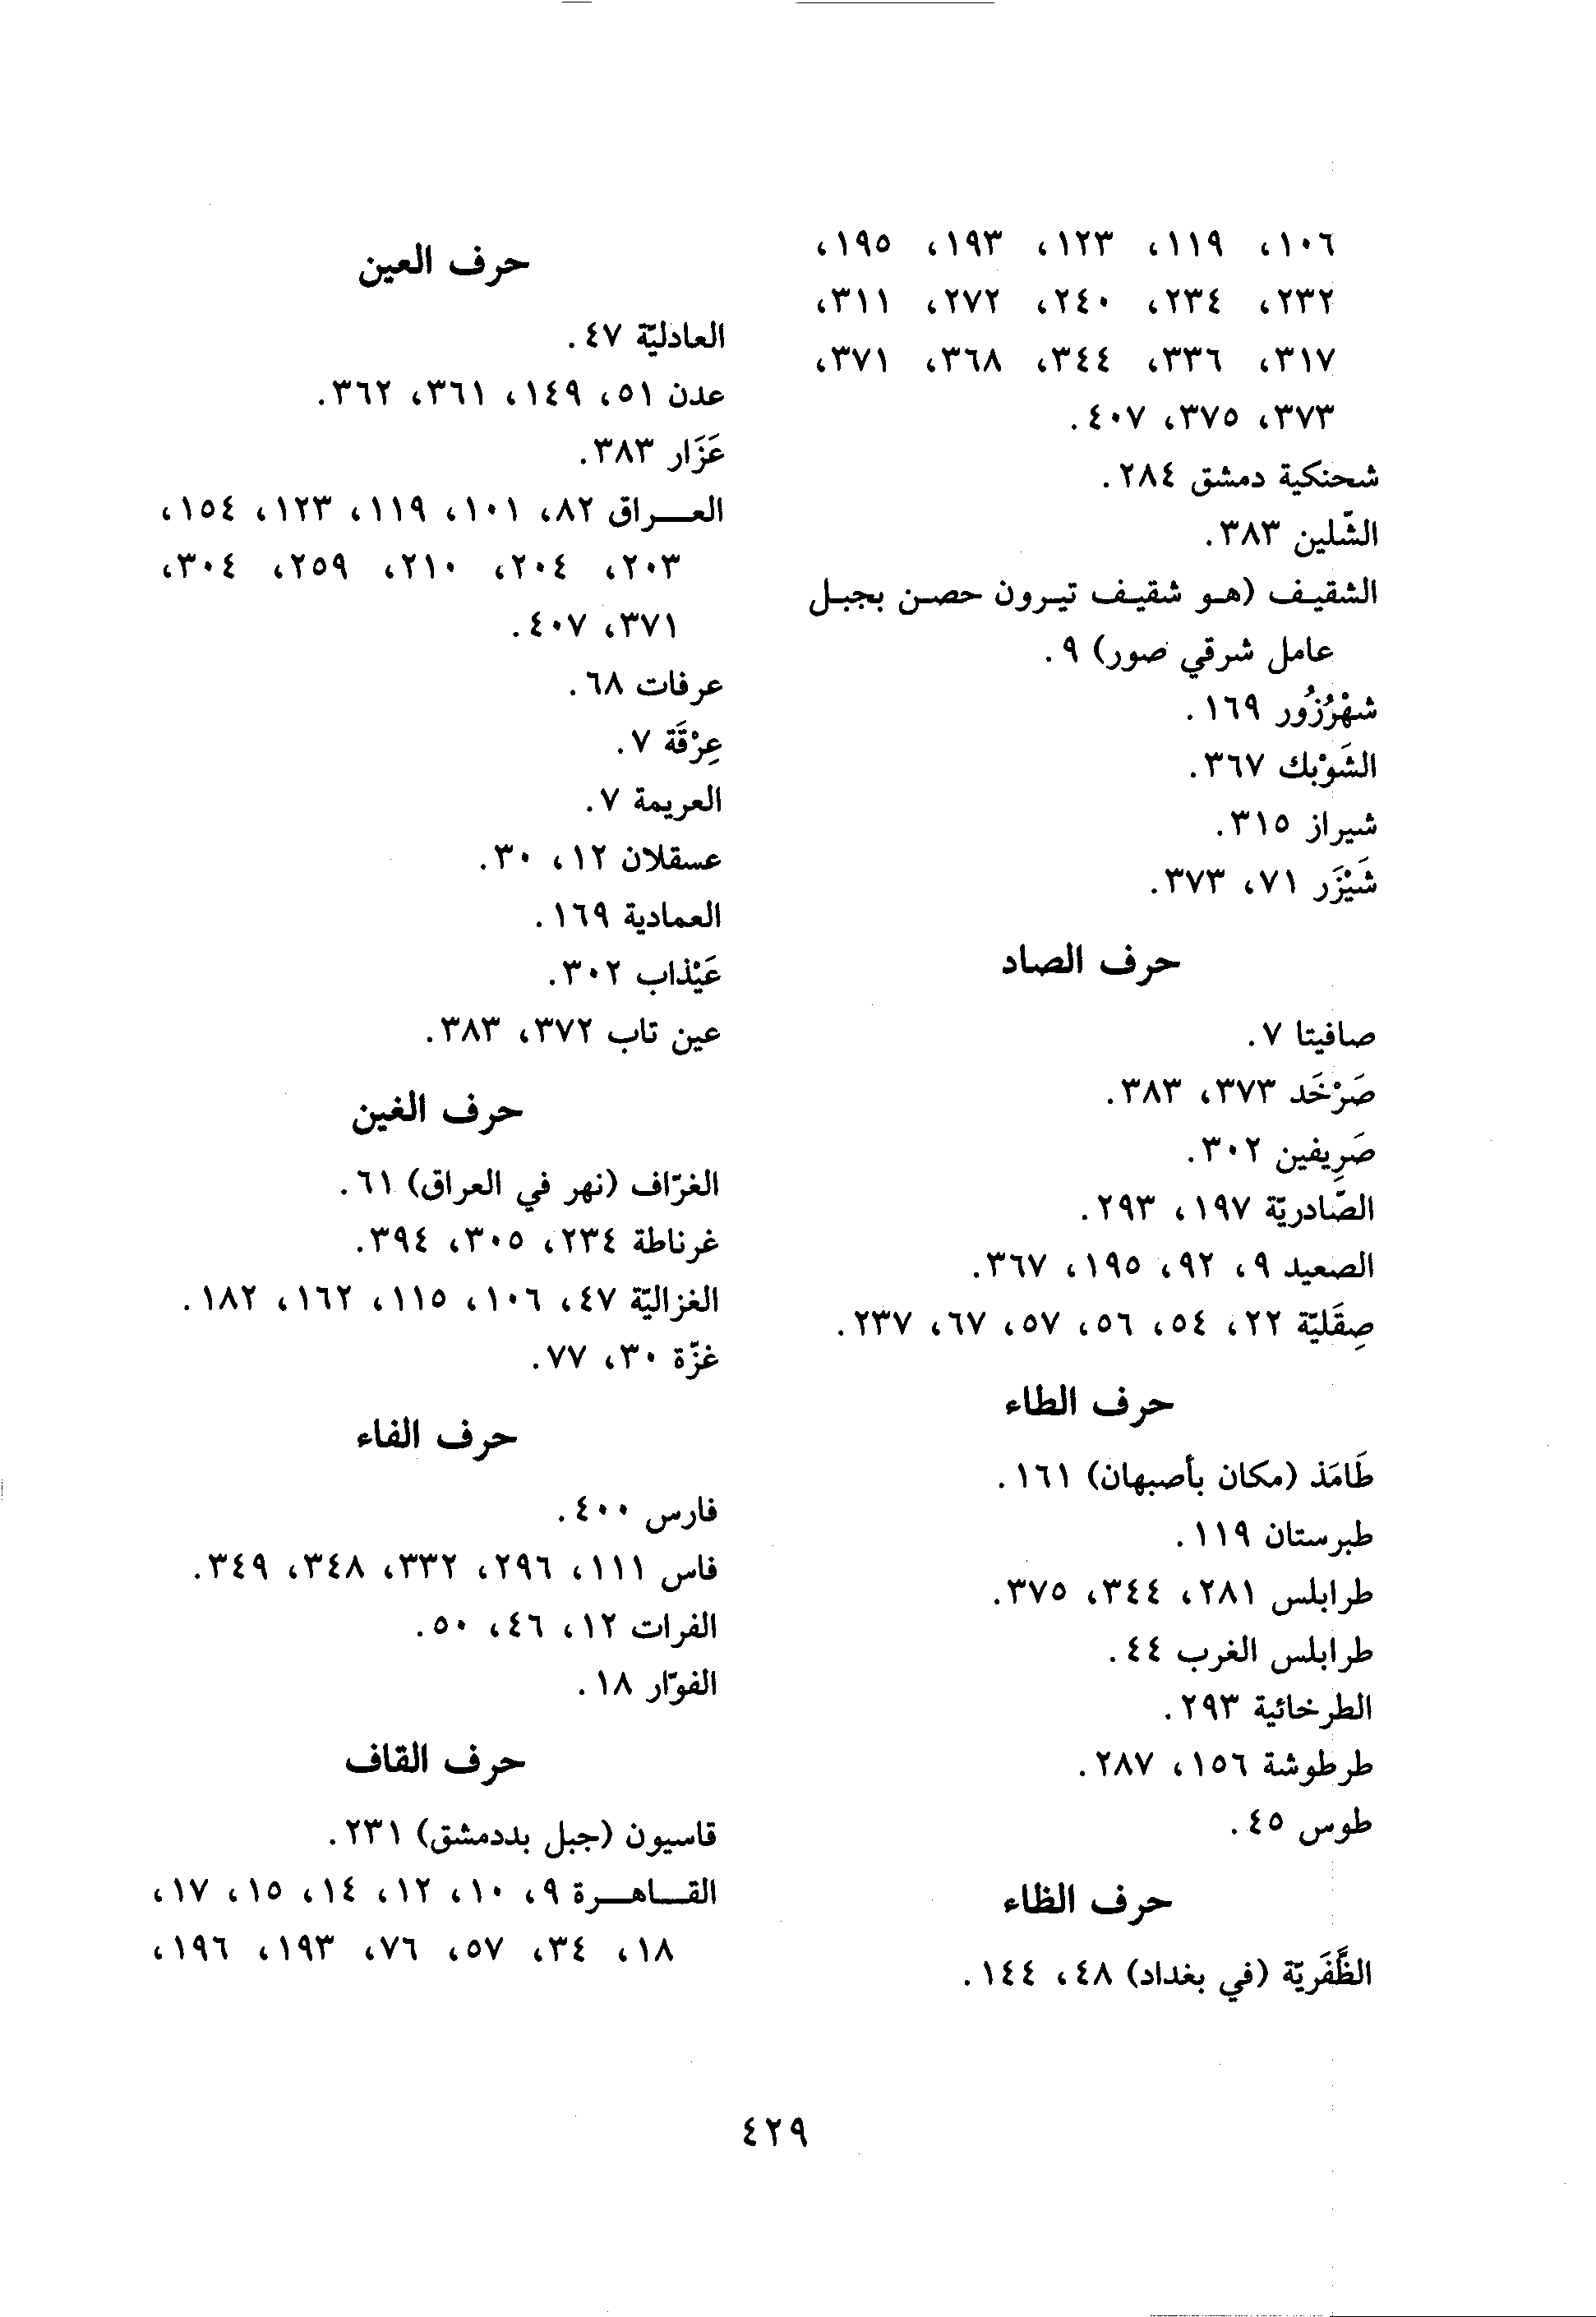 ١٠٦، ١١٩، ١٢٣، ١٩٣، ١٩٥،
٢٣٢، ٢٣٤، ٢٤٠، ٢٧٢، ٣١١،
٣١٧، ٣٣٦، ٣٤٤، ٣٦٨، ٣٧١،
٣٧٣، ٣٧٥، ٤٠٧.
شحنكية دمشق ٢٨٤.
الشّلين ٣٨٣.
الشقيف (هو شقيف تيرون حصن بجبل
عامل شرقي صور) ٩.
شهْرُزُور ١٦٩.
الشَوْبك ٣٦٧.
شيراز ٣١٥.
شَيْزَر ٧١، ٣٧٣.
حرف الصاد
صافيتا ٧.
صَرْخَد ٣٧٣، ٣٨٣.
صَرِيفين ٣٠٢.
الصّادريّة ١٩٧، ٢٩٣.
الصعيد ٩، ٩٢، ١٩٥، ٣٦٧.
صِقَليّة ٢٢، ٥٤، ٥٦، ٥٧، ٦٧، ٢٣٧.
حرف الطاء
طَامَذ (مكان بأصبهان) ١٦١.
طبرستان ١١٩.
طرابلس ٢٨١، ٣٤٤، ٣٧٥.
طرابلس الغرب ٤٤.
الطرخائية ٢٩٣.
طرطوشة ١٥٦، ٢٨٧.
طوس ٤٥.
حرف الظاء
الظَّفَريّة (في بغداد) ٤٨، ١٤٤.
حرف العين
العادليّة ٤٧.
عدن ٥١، ١٤٩، ٣٦١، ٣٦٢.
عَزَار ٣٨٣.
العـــراق ٨٢، ١٠١، ١١٩، ١٢٣، ١٥٤،
٢٠٣، ٢٠٤، ٢١٠، ٢٥٩، ٣٠٤،
٣٧١، ٤٠٧.
عرفات ٦٨.
عِرْقَة ٧.
العريمة ٧.
عسقلان ١٢، ٣٠.
العمادية ١٦٩.
عَيْذاب ٣٠٢.
عين تاب ٣٧٢، ٣٨٣.
حرف الغين
الغرّاف (نهر في العراق) ٦١.
غرناطة ٢٣٤، ٣٠٥، ٣٩٤.
الغزاليّة ٤٧، ١٠٦، ١١٥، ١٦٢، ١٨٢.
غزّة ٣٠، ٧٧.
حرف الفاء
فارس ٤٠٠.
فاس ١١١، ٢٩٦، ٣٣٢، ٣٤٨، ٣٤٩.
الفرات ١٢، ٤٦، ٥٠.
الفوّار ١٨.
حرف القاف
قاسيون (جبل بددمشق) ٢٣١.
القــاهــرة ٩، ١٠، ١٢، ١٤، ١٥، ١٧،
١٨، ٣٤، ٥٧، ٧٦، ١٩٣، ١٩٦،
٤٢٩